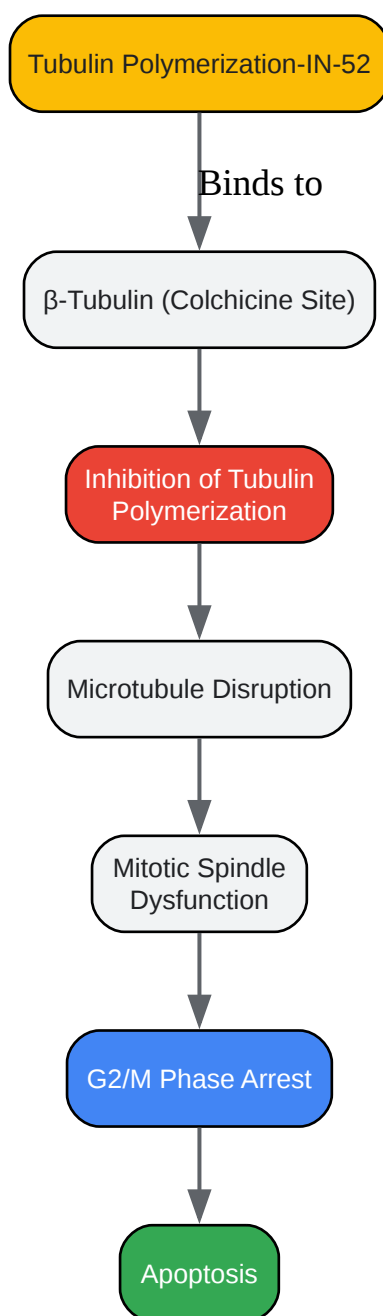 Tubulin Polymerization-IN-52
Binds to
β-Tubulin (Colchicine Site)
Inhibition of Tubulin
Polymerization
Microtubule Disruption
Mitotic Spindle
Dysfunction
G2/M Phase Arrest
Apoptosis